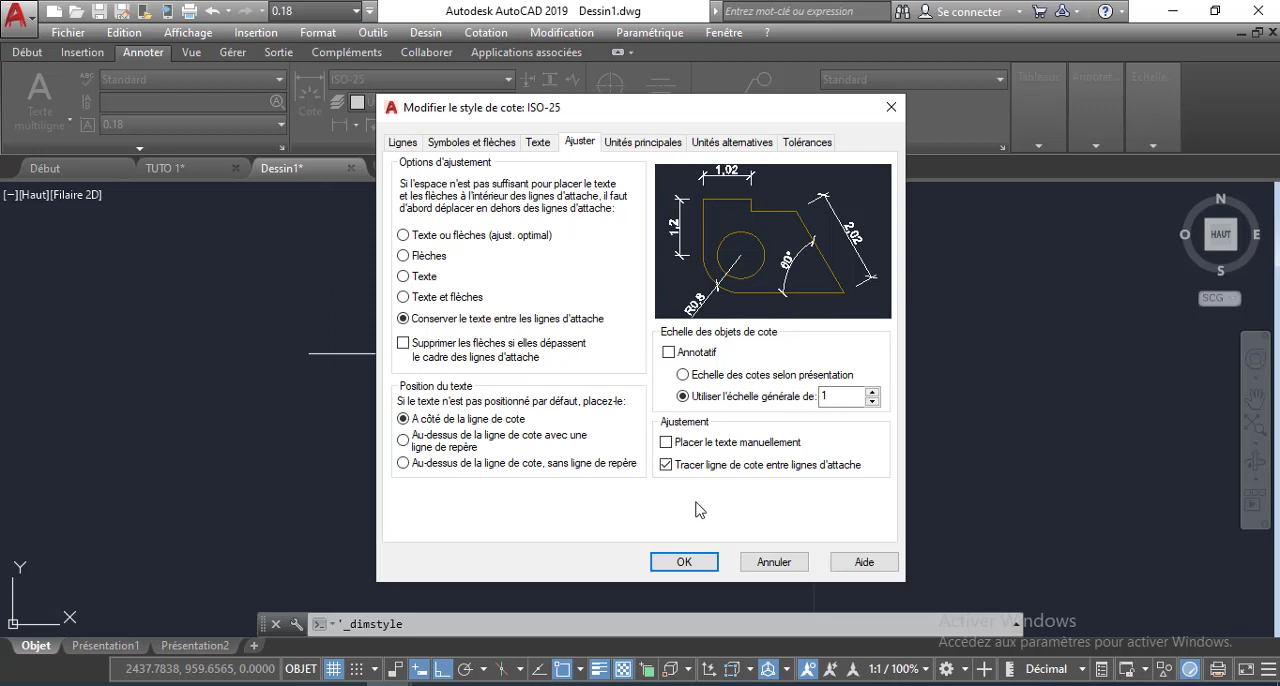 0.18
Autodesk AutoCAD 2019 Dessin1.dwg
Entrez mot-clé ou expression
Se connecter
Fichier Edition Affichage Insertion Format Outils Dessin Cotation Modification Paramétrique Fenêtre ?
Début Insertion Annoter Vue Gérer Sortie Compléments Collaborer Applications associées
A
Texte
multiligne
ABC
Standard
0.18
Cote
ISO-25
Standard
Tableaux
Annotat...
Echelle...
Début TUTO 1* Dessin1*
[−][Haut][Filaire 2D]
Modifier le style de cote: ISO-25
Lignes Symboles et flèches Texte Ajuster Unités principales Unités alternatives Tolérances
Options d'ajustement
Si l'espace n'est pas suffisant pour placer le texte
et les flèches à l'intérieur des lignes d'attache, il faut
d'abord déplacer en dehors des lignes d'attache:
Texte ou flèches (ajust. optimal)
Flèches
Texte
Texte et flèches
Conserver le texte entre les lignes d'attache
Supprimer les flèches si elles dépassent
le cadre des lignes d'attache
Position du texte
Si le texte n'est pas positionné par défaut, placez-le:
A côté de la ligne de cote
Au-dessus de la ligne de cote avec une
ligne de repère
Au-dessus de la ligne de cote, sans ligne de repère
1,02
1,2
2,02
60°
R0,8
Echelle des objets de cote
Annotatif
Echelle des cotes selon présentation
Utiliser l'échelle générale de: 1
Ajustement
Placer le texte manuellement
Tracer ligne de cote entre lignes d'attache
OK Annuler Aide
N
O HAUT E
S
SCG
Y
X
'_dimstyle
Activer Windows
Accédez aux paramètres pour activer Windows.
Objet Présentation1 Présentation2 +
2437.7838, 959.6565, 0.0000 OBJET 1:1 / 100% Décimal